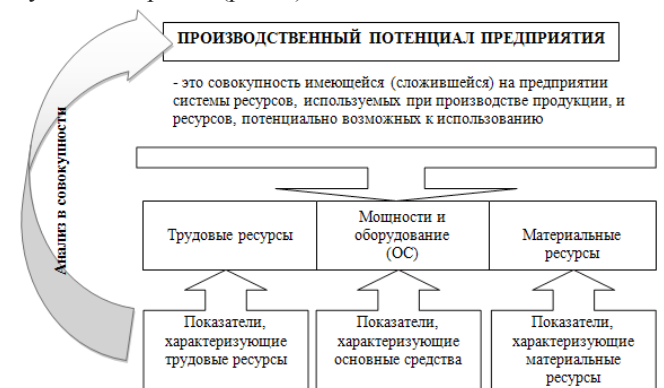 ПРОИЗВОДСТВЕННЫЙ ПОТЕНЦИАЛ ПРЕДПРИЯТИЯ
- это совокупность имеющейся (сложившейся) на предприятии
системы ресурсов, используемых при производстве продукции, и
ресурсов, потенциально возможных к использованию
Анализ в совокупности
Трудовые ресурсы
Мощности и
оборудование
(ОС)
Материальные
ресурсы
Показатели,
характеризующие
трудовые ресурсы
Показатели,
характеризующие
основные средства
Показатели,
характеризующие
материальные
ресурсы